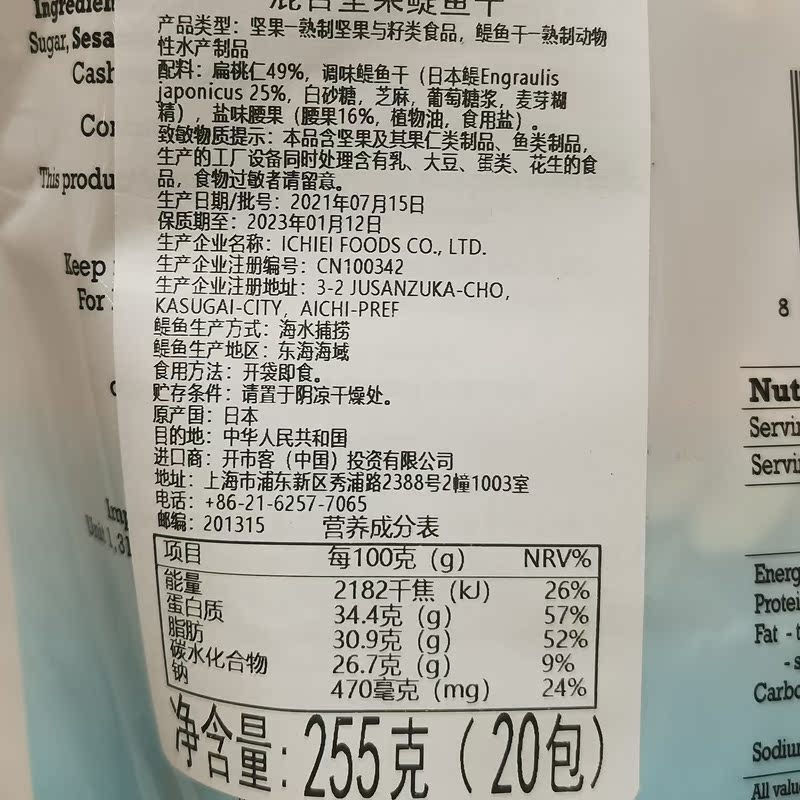 混合坚果鳀鱼干
产品类型：坚果—熟制坚果与籽类食品，鳀鱼干—熟制动物
性水产制品
配料：扁桃仁49%，调味鳀鱼干（日本鳀Engraulis
japonicus 25%，白砂糖，芝麻，葡萄糖浆，麦芽糊
精），盐味腰果（腰果16%，植物油，食用盐）。
致敏物质提示：本品含坚果及其果仁类制品、鱼类制品，
生产的工厂设备同时处理含有乳、大豆、蛋类、花生的食
品，食物过敏者请留意。
生产日期/批号：2021年07月15日
保质期至：2023年01月12日
生产企业名称：ICHIEI FOODS CO., LTD.
生产企业注册编号：CN100342
生产企业注册地址：3-2 JUSANZUKA-CHO,
KASUGAI-CITY, AICHI-PREF
鳀鱼生产方式：海水捕捞
鳀鱼生产地区：东海海域
食用方法：开袋即食。
贮存条件：请置于阴凉干燥处。
原产国：日本
目的地：中华人民共和国
进口商：开市客（中国）投资有限公司
地址：上海市浦东新区秀浦路2388号2幢1003室
电话：+86-21-6257-7065
邮编：201315
营养成分表
项目 每100克（g） NRV%
能量 2182千焦（kJ） 26%
蛋白质 34.4克（g） 57%
脂肪 30.9克（g） 52%
碳水化合物 26.7克（g） 9%
钠 470毫克（mg） 24%
净含量：255克（20包）
Ingredien
Sugar, Sesa
Cash
Con
This produ
Keep
For
Imp
Unit 1, 31
8
Nut
Servin
Servin
Energ
Protei
Fat - t
- s
Carbo
Sodiu
All valu